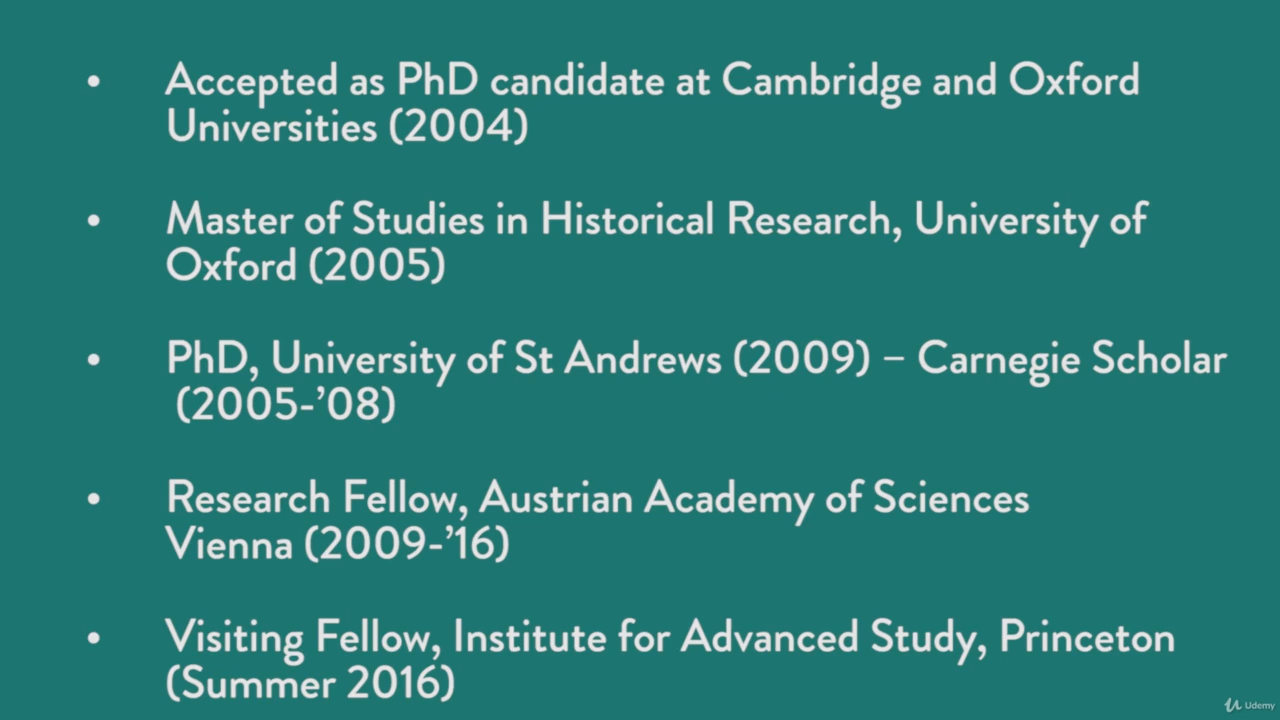 • Accepted as PhD candidate at Cambridge and Oxford
Universities (2004)
• Master of Studies in Historical Research, University of
Oxford (2005)
• PhD, University of St Andrews (2009) – Carnegie Scholar
(2005-’08)
• Research Fellow, Austrian Academy of Sciences
Vienna (2009-’16)
• Visiting Fellow, Institute for Advanced Study, Princeton
(Summer 2016)
Udemy